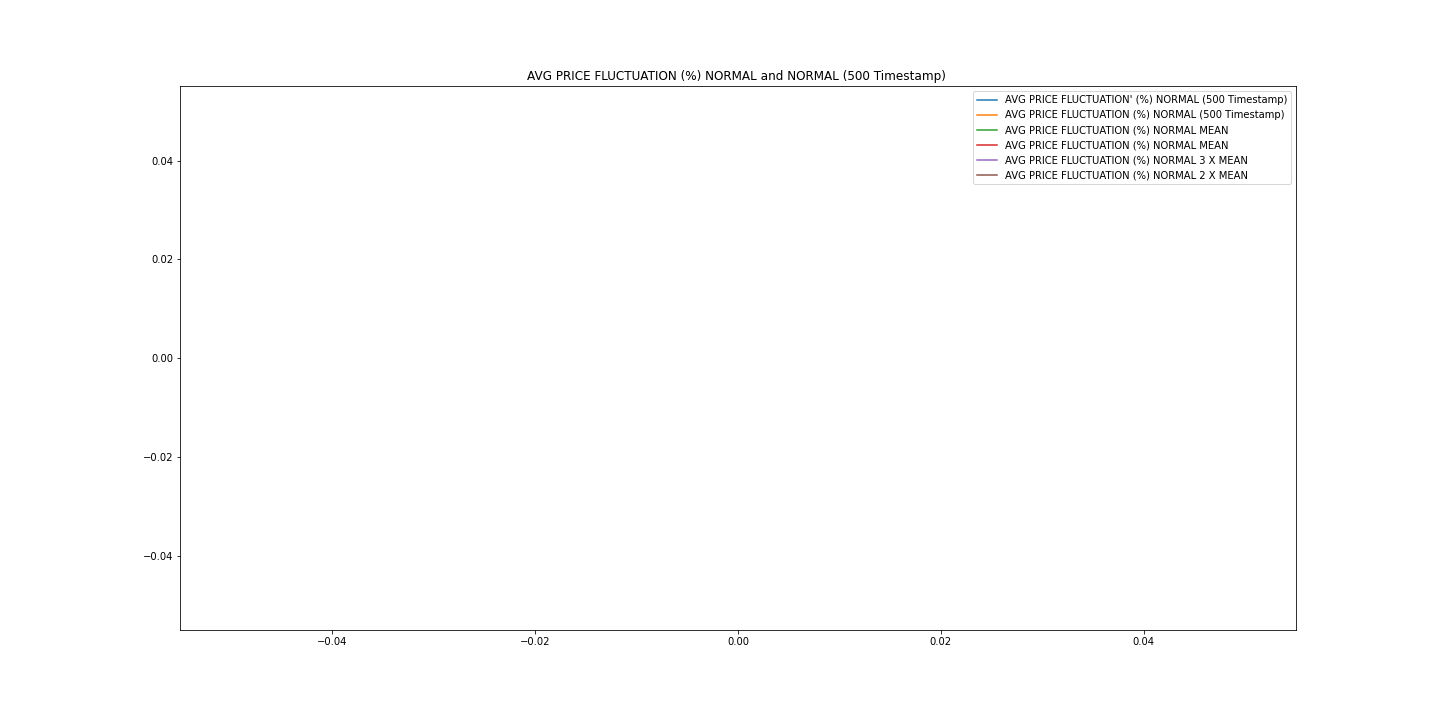 AVG PRICE FLUCTUATION (%) NORMAL and NORMAL (500 Timestamp)
AVG PRICE FLUCTUATION' (%) NORMAL (500 Timestamp)
AVG PRICE FLUCTUATION (%) NORMAL (500 Timestamp)
AVG PRICE FLUCTUATION (%) NORMAL MEAN
AVG PRICE FLUCTUATION (%) NORMAL MEAN
AVG PRICE FLUCTUATION (%) NORMAL 3 X MEAN
AVG PRICE FLUCTUATION (%) NORMAL 2 X MEAN
0.04
0.02
0.00
−0.02
−0.04
−0.04 −0.02 0.00 0.02 0.04